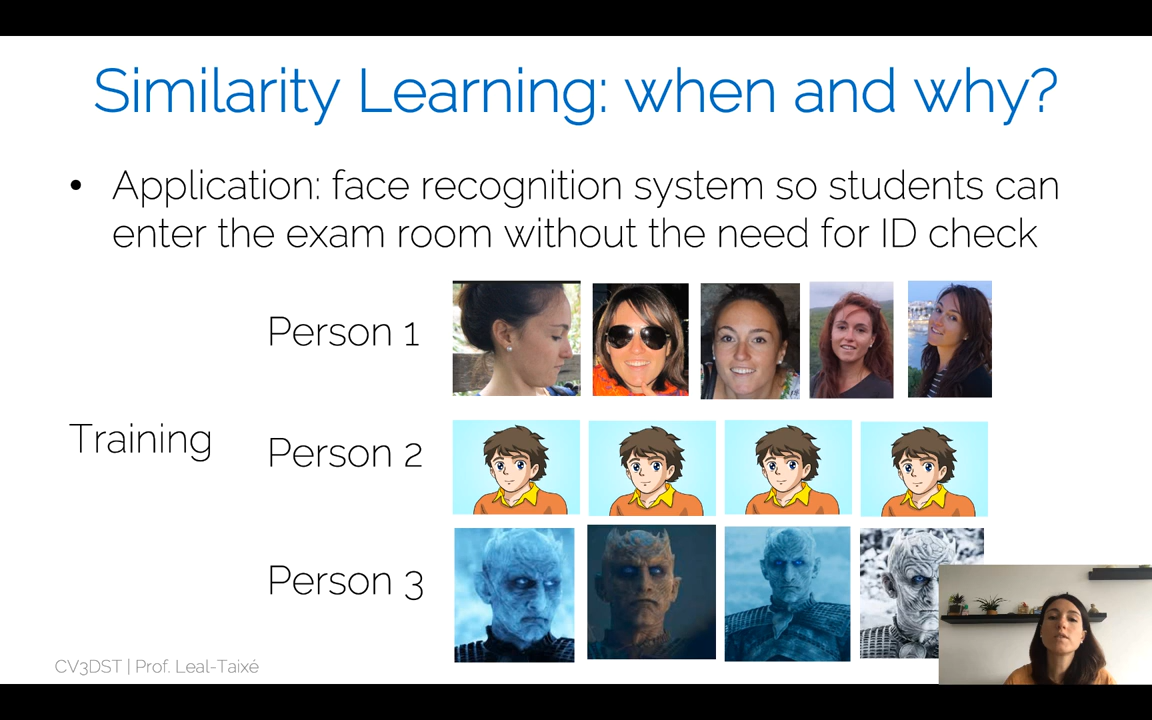 Similarity Learning: when and why?
• Application: face recognition system so students can
enter the exam room without the need for ID check
Person 1
Training
Person 2
Person 3
CV3DST | Prof. Leal-Taixé